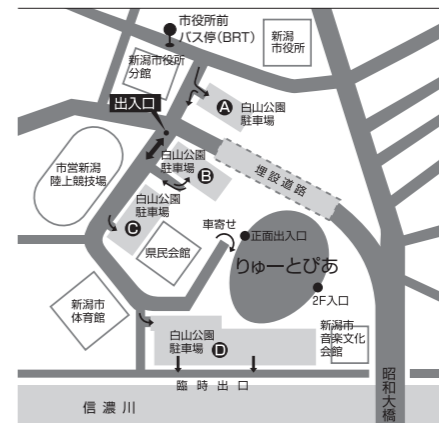 市役所前
バス停(BRT)
新潟
市役所
新潟市役所
分館
出入口
A
白山公園
駐車場
白山公園
駐車場
B
埋設道路
市営新潟
陸上競技場
白山公園
駐車場
C
車寄せ
正面出入口
県民会館
りゅーとぴあ
2F入口
新潟市
体育館
白山公園
駐車場
D
新潟市
音楽文化
会館
臨時出口
昭和大橋
信濃川